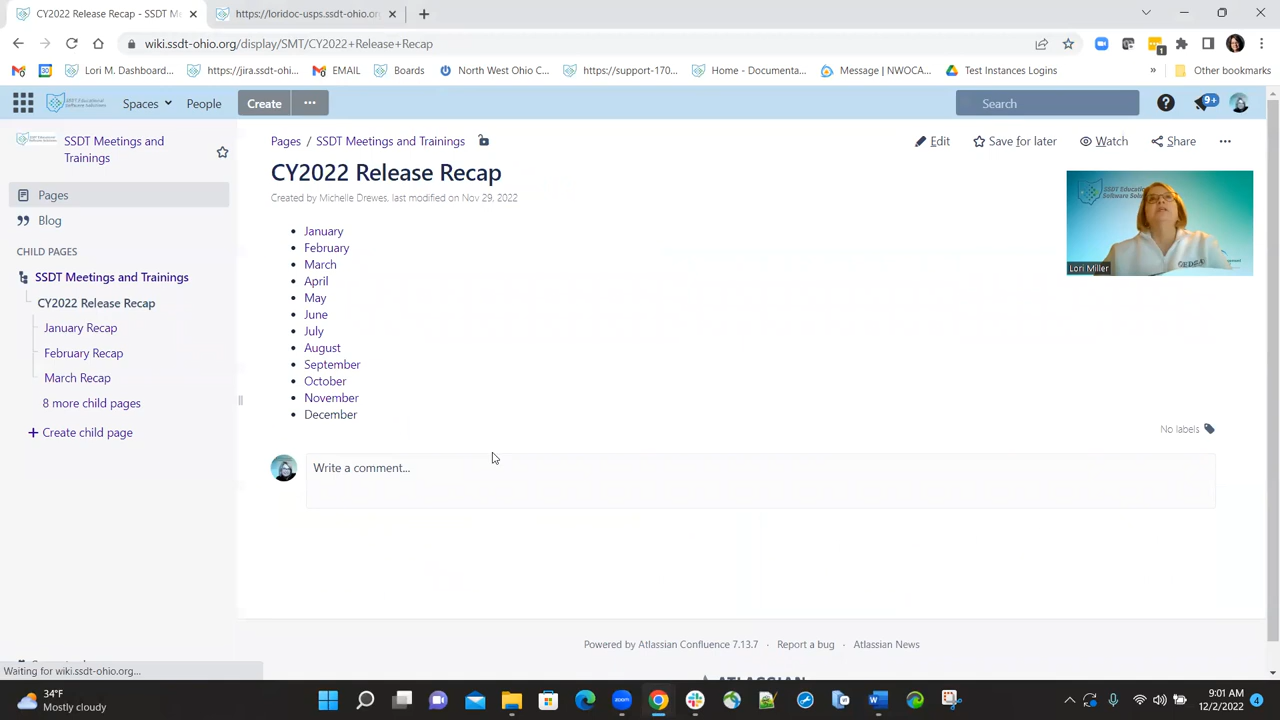 CY2022 Release Recap - SSDT M
https://loridoc-usps.ssdt-ohio.or
wiki.ssdt-ohio.org/display/SMT/CY2022+Release+Recap
Lori M. Dashboard...
https://jira.ssdt-ohi...
EMAIL
Boards
North West Ohio C...
https://support-170...
Home - Documenta...
Message | NWOCA...
Test Instances Logins
»
Other bookmarks
Spaces
People
Create
Search
9+
SSDT Meetings and
Trainings
Pages
Blog
CHILD PAGES
SSDT Meetings and Trainings
CY2022 Release Recap
January Recap
February Recap
March Recap
8 more child pages
+ Create child page
Pages / SSDT Meetings and Trainings
Edit
Save for later
Watch
Share
CY2022 Release Recap
Created by Michelle Drewes, last modified on Nov 29, 2022
• January
• February
• March
• April
• May
• June
• July
• August
• September
• October
• November
• December
SSDT Educa
Software Solu
Lori Miller
No labels
Write a comment...
Powered by Atlassian Confluence 7.13.7 · Report a bug · Atlassian News
Waiting for wiki.ssdt-ohio.org...
34°F
Mostly cloudy
zoom
9:01 AM
12/2/2022
4